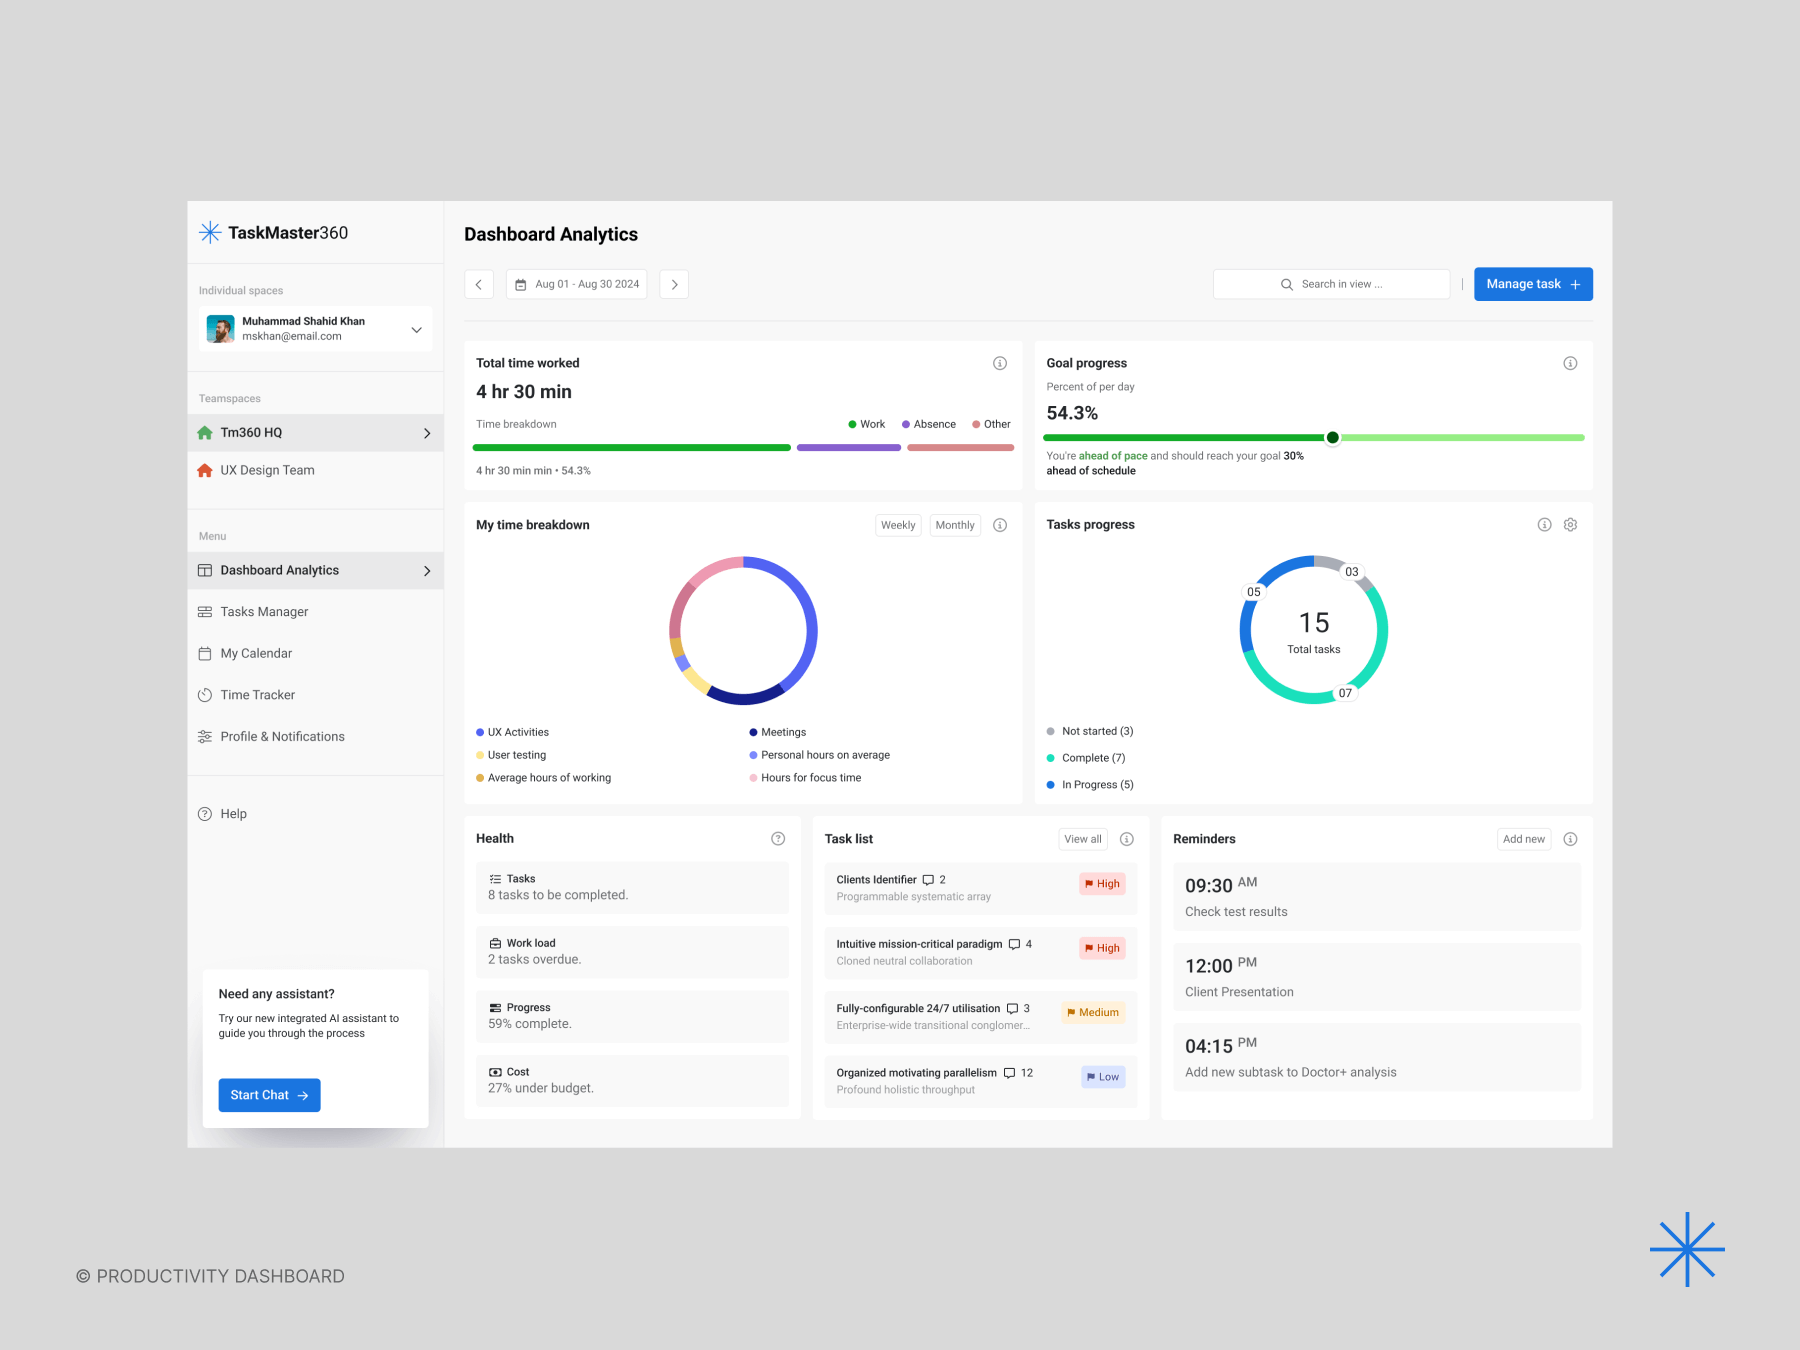 TaskMaster360
Individual spaces
Muhammad Shahid Khan
mskhan@email.com
Teamspaces
Tm360 HQ
UX Design Team
Menu
Dashboard Analytics
Tasks Manager
My Calendar
Time Tracker
Profile & Notifications
Help
Need any assistant?
Try our new integrated AI assistant to
guide you through the process
Start Chat
Dashboard Analytics
Aug 01 - Aug 30 2024
Search in view ...
Manage task
Total time worked
4 hr 30 min
Time breakdown
Work Absence Other
4 hr 30 min min • 54.3%
Goal progress
Percent of per day
54.3%
You're ahead of pace and should reach your goal 30%
ahead of schedule
My time breakdown
Weekly Monthly
UX Activities
Meetings
User testing
Personal hours on average
Average hours of working
Hours for focus time
Tasks progress
03
05
15
Total tasks
07
Not started (3)
Complete (7)
In Progress (5)
Health
Tasks
8 tasks to be completed.
Work load
2 tasks overdue.
Progress
59% complete.
Cost
27% under budget.
Task list
View all
Clients Identifier 2
High
Programmable systematic array
Intuitive mission-critical paradigm 4
High
Cloned neutral collaboration
Fully-configurable 24/7 utilisation 3
Medium
Enterprise-wide transitional conglomer...
Organized motivating parallelism 12
Low
Profound holistic throughput
Reminders
Add new
09:30 AM
Check test results
12:00 PM
Client Presentation
04:15 PM
Add new subtask to Doctor+ analysis
© PRODUCTIVITY DASHBOARD